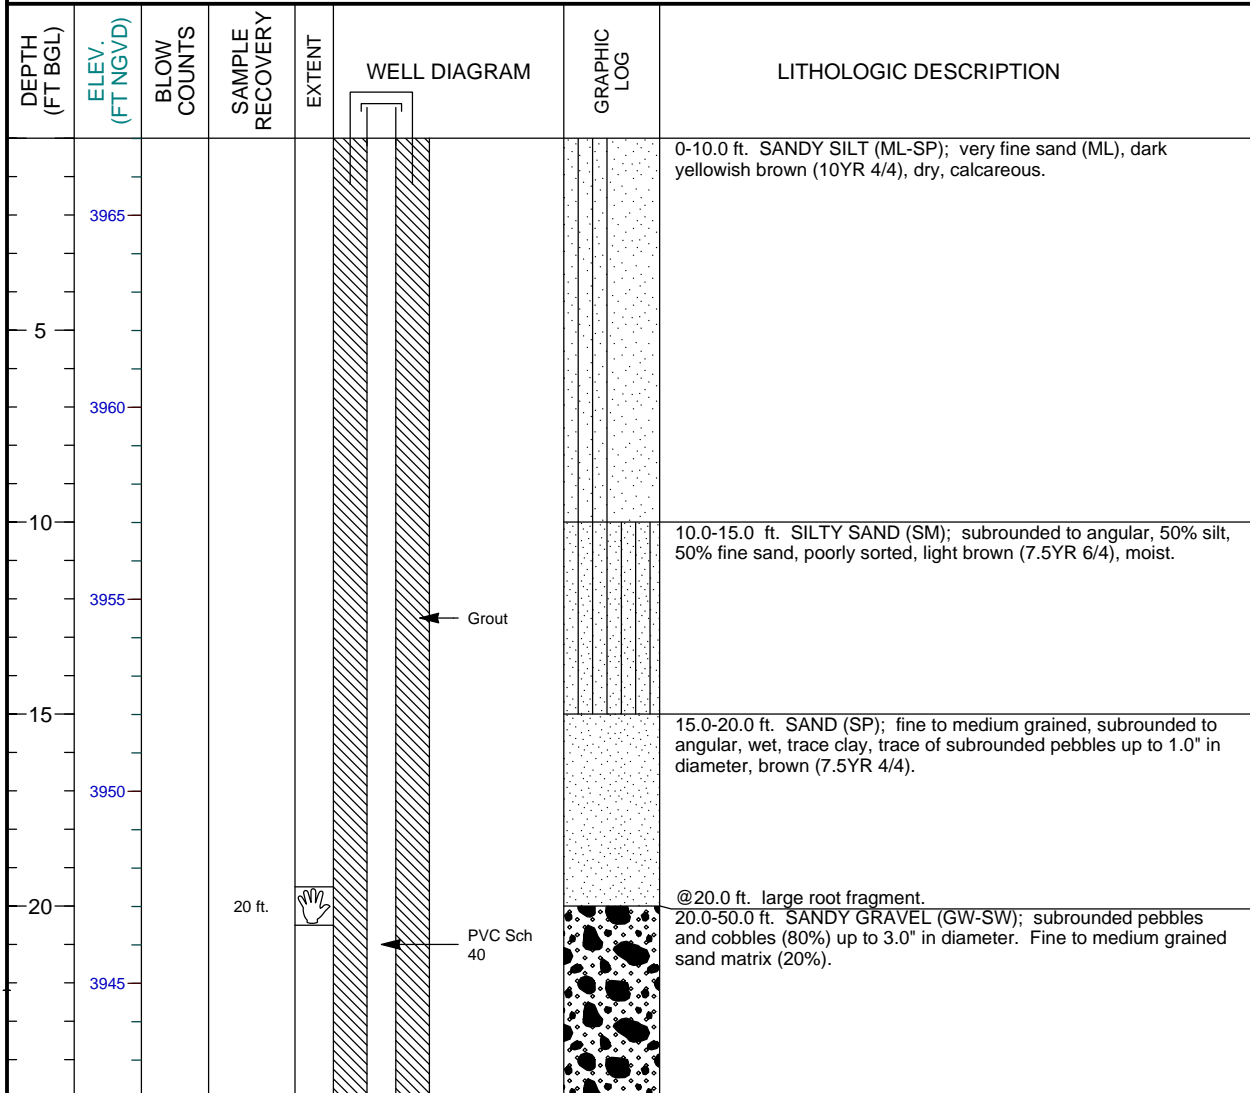 DEPTH
(FT BGL)
ELEV.
(FT NGVD)
BLOW
COUNTS
SAMPLE
RECOVERY
EXTENT
WELL DIAGRAM
GRAPHIC
LOG
LITHOLOGIC DESCRIPTION
0-10.0 ft. SANDY SILT (ML-SP); very fine sand (ML), dark
yellowish brown (10YR 4/4), dry, calcareous.
3965
5
3960
10
10.0-15.0 ft. SILTY SAND (SM); subrounded to angular, 50% silt,
50% fine sand, poorly sorted, light brown (7.5YR 6/4), moist.
3955
Grout
15
15.0-20.0 ft. SAND (SP); fine to medium grained, subrounded to
angular, wet, trace clay, trace of subrounded pebbles up to 1.0" in
diameter, brown (7.5YR 4/4).
3950
@20.0 ft. large root fragment.
20
20 ft.
20.0-50.0 ft. SANDY GRAVEL (GW-SW); subrounded pebbles
and cobbles (80%) up to 3.0" in diameter. Fine to medium grained
sand matrix (20%).
PVC Sch
40
3945